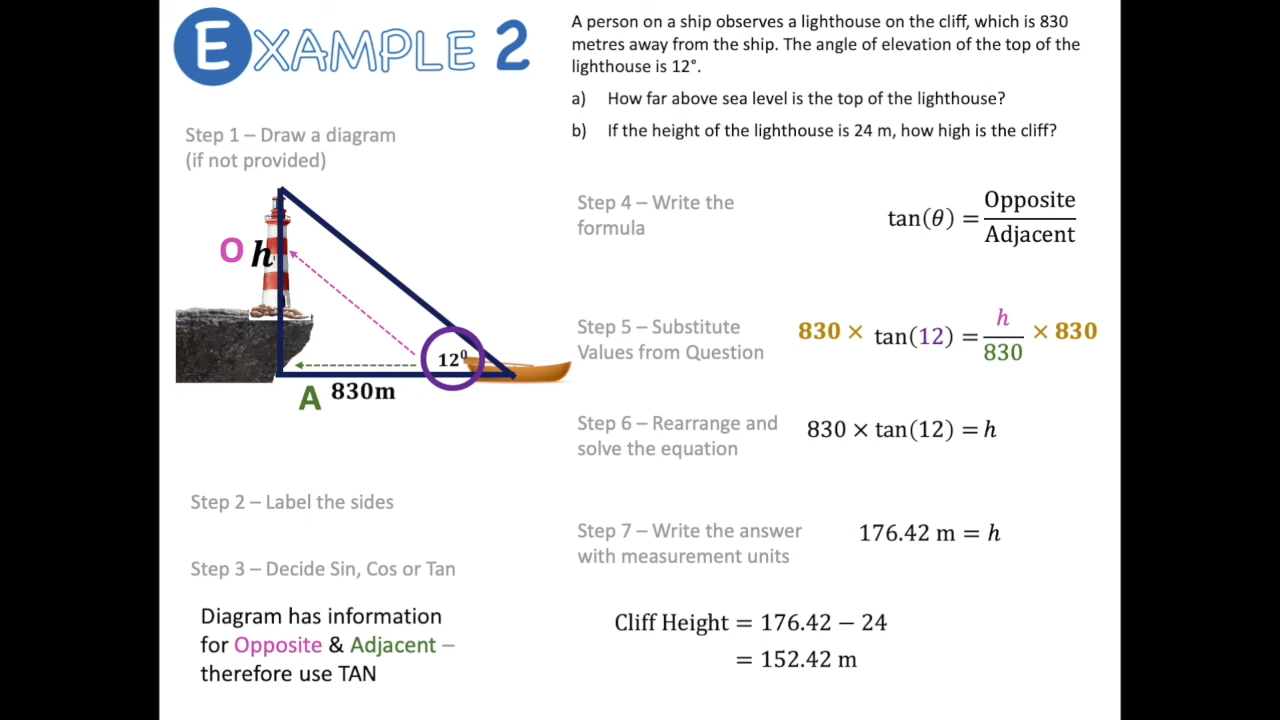 EXAMPLE 2
A person on a ship observes a lighthouse on the cliff, which is 830
metres away from the ship. The angle of elevation of the top of the
lighthouse is 12°.
a) How far above sea level is the top of the lighthouse?
b) If the height of the lighthouse is 24 m, how high is the cliff?
Step 1 – Draw a diagram
(if not provided)
O h
12⁰
A 830m
Step 2 – Label the sides
Step 3 – Decide Sin, Cos or Tan
Diagram has information
for Opposite & Adjacent –
therefore use TAN
Step 4 – Write the
formula
tan(θ) = Opposite / Adjacent
Step 5 – Substitute
Values from Question
830 × tan(12) = h / 830 × 830
Step 6 – Rearrange and
solve the equation
830 × tan(12) = h
Step 7 – Write the answer
with measurement units
176.42 m = h
Cliff Height = 176.42 − 24
= 152.42 m